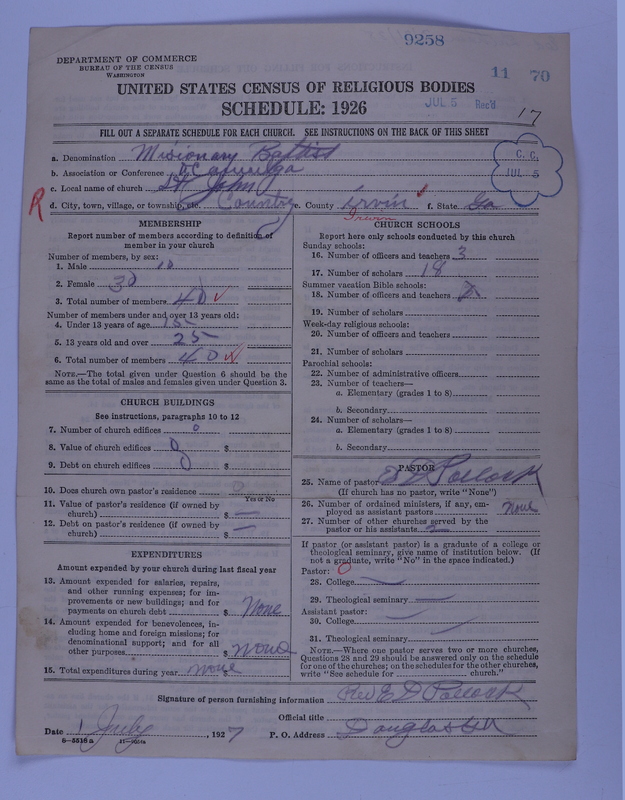 9258
DEPARTMENT OF COMMERCE
BUREAU OF THE CENSUS
WASHINGTON
11 70
UNITED STATES CENSUS OF RELIGIOUS BODIES
SCHEDULE: 1926
JUL 5 Rec'd
17
FILL OUT A SEPARATE SCHEDULE FOR EACH CHURCH. SEE INSTRUCTIONS ON THE BACK OF THIS SHEET
C. C.
JUL 5
a. Denomination Misionary Baptist
b. Association or Conference
c. Local name of church St John
R d. City, town, village, or township, etc. Country e. County Ervin f. State Ga
Irwin
MEMBERSHIP
Report number of members according to definition of
member in your church
Number of members, by sex:
1. Male 10
2. Female 30
3. Total number of members 40
Number of members under and over 13 years old:
4. Under 13 years of age 15
5. 13 years old and over 25
6. Total number of members 40
NOTE.—The total given under Question 6 should be
same as the total of males and females given under Question 3.
CHURCH BUILDINGS
See instructions, paragraphs 10 to 12
7. Number of church edifices 0
8. Value of church edifices 0 $
9. Debt on church edifices 0 $
10. Does church own pastor's residence
Yes or No
11. Value of pastor's residence (if owned by
church) $ —
12. Debt on pastor's residence (if owned by
church) $ —
EXPENDITURES
Amount expended by your church during last fiscal year
13. Amount expended for salaries, repairs,
and other running expenses; for im-
provements or new buildings; and for
payments on church debt $ None
14. Amount expended for benevolences, in-
cluding home and foreign missions; for
denominational support; and for all
other purposes $ None
15. Total expenditures during year None
CHURCH SCHOOLS
Report here only schools conducted by this church
Sunday schools:
16. Number of officers and teachers 3
17. Number of scholars 18
Summer vacation Bible schools:
18. Number of officers and teachers
19. Number of scholars
Week-day religious schools:
20. Number of officers and teachers
21. Number of scholars
Parochial schools:
22. Number of administrative officers
23. Number of teachers—
a. Elementary (grades 1 to 8)
b. Secondary
24. Number of scholars—
a. Elementary (grades 1 to 8)
b. Secondary
PASTOR
25. Name of pastor E D Pollock
(If church has no pastor, write "None")
26. Number of ordained ministers, if any, em-
ployed as assistant pastors None
27. Number of other churches served by the
pastor or his assistants 2
If pastor (or assistant pastor) is a graduate of a college or
theological seminary, give name of institution below. (If
not a graduate, write "No" in the space indicated.)
Pastor: 0
28. College —
29. Theological seminary —
Assistant pastor:
30. College —
31. Theological seminary —
NOTE.—Where one pastor serves two or more churches,
Questions 28 and 29 should be answered only on the schedule
for one of the churches; on the schedules for the other churches,
write "See schedule for church."
Signature of person furnishing information Rev E D Pollock
Official title
Date 1 July, 1927 P. O. Address Douglas Ga
8—5518 a